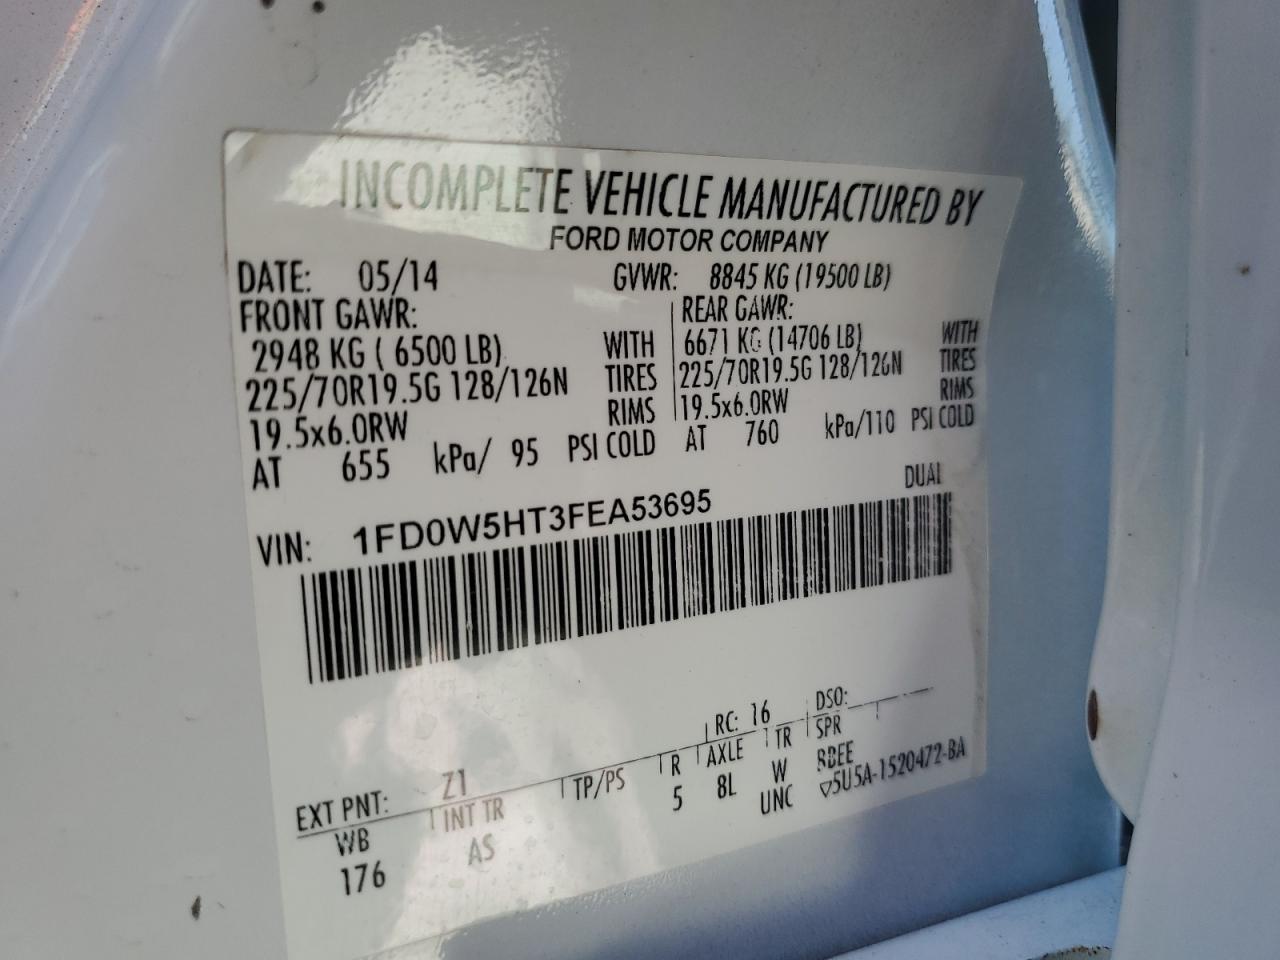 INCOMPLETE VEHICLE MANUFACTURED BY
FORD MOTOR COMPANY
DATE: 05/14 GVWR: 8845 KG (19500 LB)
FRONT GAWR: REAR GAWR:
2948 KG ( 6500 LB) WITH 6671 KG (14706 LB) WITH
225/70R19.5G 128/126N TIRES 225/70R19.5G 128/126N TIRES
19.5x6.0RW RIMS 19.5x6.0RW RIMS
AT 655 kPa/ 95 PSI COLD AT 760 kPa/110 PSI COLD
DUAL
VIN: 1FD0W5HT3FEA53695
EXT PNT: Z1 RC: 16 DSO:
WB INT TR TP/PS R AXLE TR SPR
176 AS 5 8L W
UNC ▽5U5A-1520472-BA